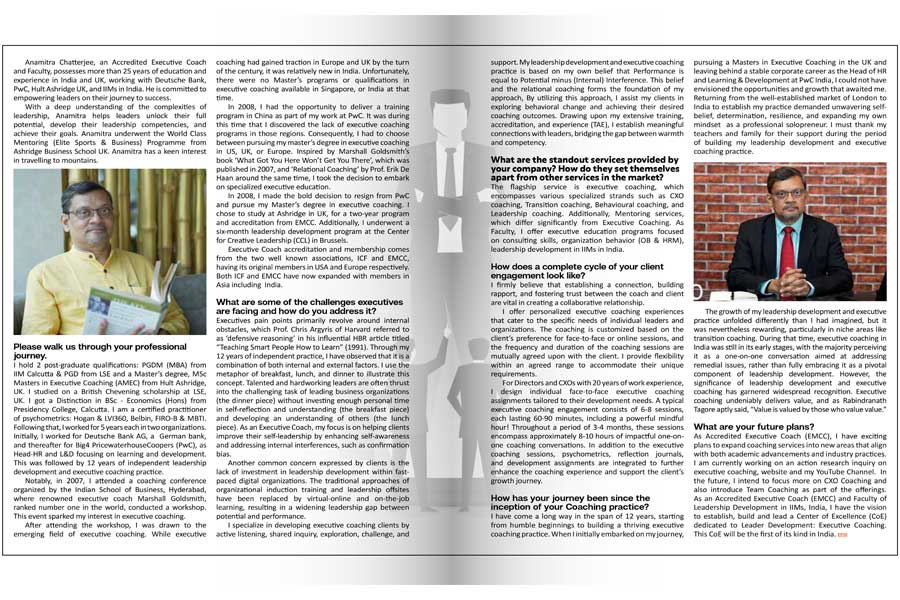 Anamitra Chatterjee, an Accredited Executive Coach
and Faculty, possesses more than 25 years of education and
experience in India and UK, working with Deutsche Bank,
PwC, Hult Ashridge UK, and IIMs in India. He is committed to
empowering leaders on their journey to success.
With a deep understanding of the complexities of
leadership, Anamitra helps leaders unlock their full
potential, develop their leadership competencies, and
achieve their goals. Anamitra underwent the World Class
Mentoring (Elite Sports & Business) Programme from
Ashridge Business School UK. Anamitra has a keen interest
in travelling to mountains.
Please walk us through your professional
journey.
I hold 2 post-graduate qualifications: PGDM (MBA) from
IIM Calcutta & PGD from LSE and a Master's degree, MSc
Masters in Executive Coaching (AMEC) from Hult Ashridge,
UK. I studied on a British Chevening scholarship at LSE,
UK. I got a Distinction in BSc - Economics (Hons) from
Presidency College, Calcutta. I am a certified practitioner
of psychometrics: Hogan & LVI360, Belbin, FIRO-B & MBTI.
Following that, I worked for 5 years each in two organizations.
Initially, I worked for Deutsche Bank AG, a German bank,
and thereafter for Big4 PricewaterhouseCoopers (PwC), as
Head-HR and L&D focusing on learning and development.
This was followed by 12 years of independent leadership
development and executive coaching practice.
Notably, in 2007, I attended a coaching conference
organized by the Indian School of Business, Hyderabad,
where renowned executive coach Marshall Goldsmith,
ranked number one in the world, conducted a workshop.
This event sparked my interest in executive coaching.
After attending the workshop, I was drawn to the
emerging field of executive coaching. While executive
coaching had gained traction in Europe and UK by the turn
of the century, it was relatively new in India. Unfortunately,
there were no Master's programs or qualifications in
executive coaching available in Singapore, or India at that
time.
In 2008, I had the opportunity to deliver a training
program in China as part of my work at PwC. It was during
this time that I discovered the lack of executive coaching
programs in those regions. Consequently, I had to choose
between pursuing my master's degree in executive coaching
in US, UK, or Europe. Inspired by Marshall Goldsmith's
book 'What Got You Here Won't Get You There', which was
published in 2007, and 'Relational Coaching' by Prof. Erik De
Haan around the same time, I took the decision to embark
on specialized executive education.
In 2008, I made the bold decision to resign from PwC
and pursue my Master's degree in executive coaching. I
chose to study at Ashridge in UK, for a two-year program
and accreditation from EMCC. Additionally, I underwent a
six-month leadership development program at the Center
for Creative Leadership (CCL) in Brussels.
Executive Coach accreditation and membership comes
from the two well known associations, ICF and EMCC,
having its original members in USA and Europe respectively.
Both ICF and EMCC have now expanded with members in
Asia including India.
What are some of the challenges executives
are facing and how do you address it?
Executives pain points primarily revolve around internal
obstacles, which Prof. Chris Argyris of Harvard referred to
as 'defensive reasoning' in his influential HBR article titled
"Teaching Smart People How to Learn" (1991). Through my
12 years of independent practice, I have observed that it is a
combination of both internal and external factors. I use the
metaphor of breakfast, lunch, and dinner to illustrate this
concept. Talented and hardworking leaders are often thrust
into the challenging task of leading business organizations
(the dinner piece) without investing enough personal time
in self-reflection and understanding (the breakfast piece)
and developing an understanding of others (the lunch
piece). As an Executive Coach, my focus is on helping clients
improve their self-leadership by enhancing self-awareness
and addressing internal interferences, such as confirmation
bias.
Another common concern expressed by clients is the
lack of investment in leadership development within fast-
paced digital organizations. The traditional approaches of
organizational induction training and leadership offsites
have been replaced by virtual-online and on-the-job
learning, resulting in a widening leadership gap between
potential and performance.
I specialize in developing executive coaching clients by
active listening, shared inquiry, exploration, challenge, and
support. My leadership development and executive coaching
practice is based on my own belief that Performance is
equal to Potential minus (Internal) Interference. This belief
and the relational coaching forms the foundation of my
approach, By utilizing this approach, I assist my clients in
exploring behavioral change and achieving their desired
coaching outcomes. Drawing upon my extensive training,
accreditation, and experience (TAE), I establish meaningful
connections with leaders, bridging the gap between warmth
and competency.
What are the standout services provided by
your company? How do they set themselves
apart from other services in the market?
The flagship service is executive coaching, which
encompasses various specialized strands such as CXO
coaching, Transition coaching, Behavioural coaching, and
Leadership coaching. Additionally, Mentoring services,
which differ significantly from Executive Coaching. As
Faculty, I offer executive education programs focused
on consulting skills, organization behavior (OB & HRM),
leadership development in IIMs in India.
How does a complete cycle of your client
engagement look like?
I firmly believe that establishing a connection, building
rapport, and fostering trust between the coach and client
are vital in creating a collaborative relationship.
I offer personalized executive coaching experiences
that cater to the specific needs of individual leaders and
organizations. The coaching is customized based on the
client's preference for face-to-face or online sessions, and
the frequency and duration of the coaching sessions are
mutually agreed upon with the client. I provide flexibility
within an agreed range to accommodate their unique
requirements.
For Directors and CXOs with 20 years of work experience,
I design individual face-to-face executive coaching
assignments tailored to their development needs. A typical
executive coaching engagement consists of 6-8 sessions,
each lasting 60-90 minutes, including a powerful mindful
hour! Throughout a period of 3-4 months, these sessions
encompass approximately 8-10 hours of impactful one-on-
one coaching conversations. In addition to the executive
coaching sessions, psychometrics, reflection journals,
and development assignments are integrated to further
enhance the coaching experience and support the client's
growth journey.
How has your journey been since the
inception of your Coaching practice?
I have come a long way in the span of 12 years, starting
from humble beginnings to building a thriving executive
coaching practice. When I initially embarked on my journey,
pursuing a Masters in Executive Coaching in the UK and
leaving behind a stable corporate career as the Head of HR
and Learning & Development at PwC India, I could not have
envisioned the opportunities and growth that awaited me.
Returning from the well-established market of London to
India to establish my practice demanded unwavering self-
belief, determination, resilience, and expanding my own
mindset as a professional solopreneur. I must thank my
teachers and family for their support during the period
of building my leadership development and executive
coaching practice.
The growth of my leadership development and executive
practice unfolded differently than I had imagined, but it
was nevertheless rewarding, particularly in niche areas like
transition coaching. During that time, executive coaching in
India was still in its early stages, with the majority perceiving
it as a one-on-one conversation aimed at addressing
remedial issues, rather than fully embracing it as a pivotal
component of leadership development. However, the
significance of leadership development and executive
coaching has garnered widespread recognition. Executive
coaching undeniably delivers value, and as Rabindranath
Tagore aptly said, "Value is valued by those who value value."
What are your future plans?
As Accredited Executive Coach (EMCC), I have exciting
plans to expand coaching services into new areas that align
with both academic advancements and industry practices.
I am currently working on an action research inquiry on
executive coaching, website and my YouTube Channel. In
the future, I intend to focus more on CXO Coaching and
also introduce Team Coaching as part of the offerings.
As an Accredited Executive Coach (EMCC) and Faculty of
Leadership Development in IIMs, India, I have the vision
to establish, build and lead a Center of Excellence (CoE)
dedicated to Leader Development: Executive Coaching.
This CoE will be the first of its kind in India.